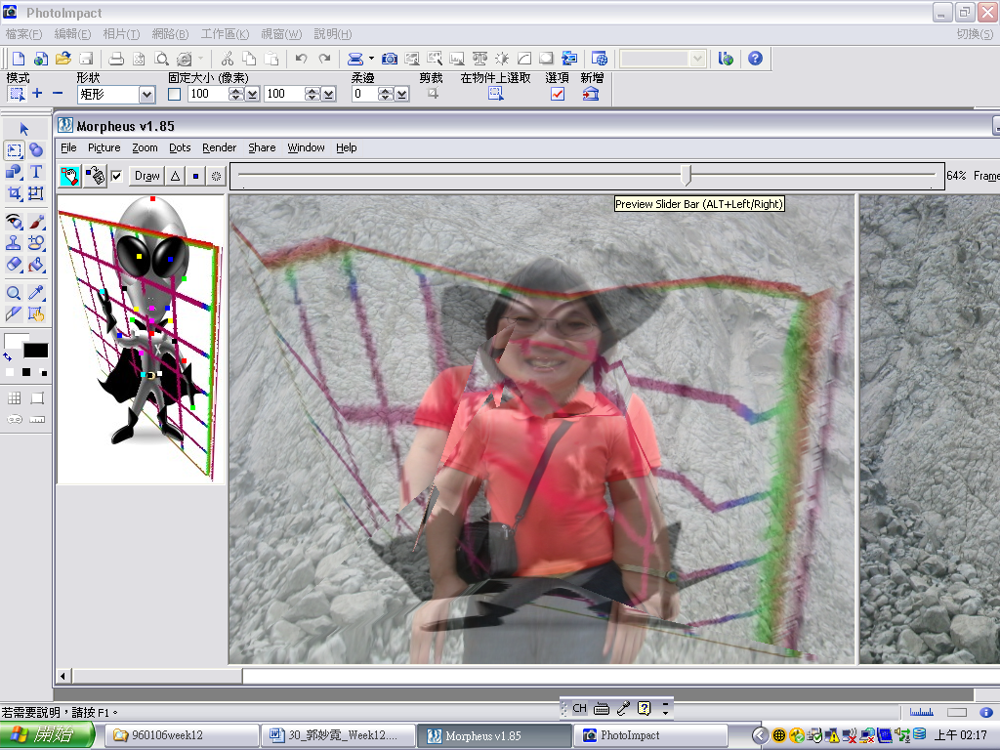 PhotoImpact
檔案(F) 編輯(E) 相片(T) 網路(B) 工作區(K) 視窗(W) 說明(H) 切換(S)
模式 形狀 固定大小 (像素) 柔邊 剪裁 在物件上選取 選項 新增
矩形 100 100 0
Morpheus v1.85
File Picture Zoom Dots Render Share Window Help
Draw 64% Frame
Preview Slider Bar (ALT+Left/Right)
若需要說明，請按 F1。
CH
開始 960106week12 30_郭妙霓_Week12.... Morpheus v1.85 PhotoImpact 上午 02:17